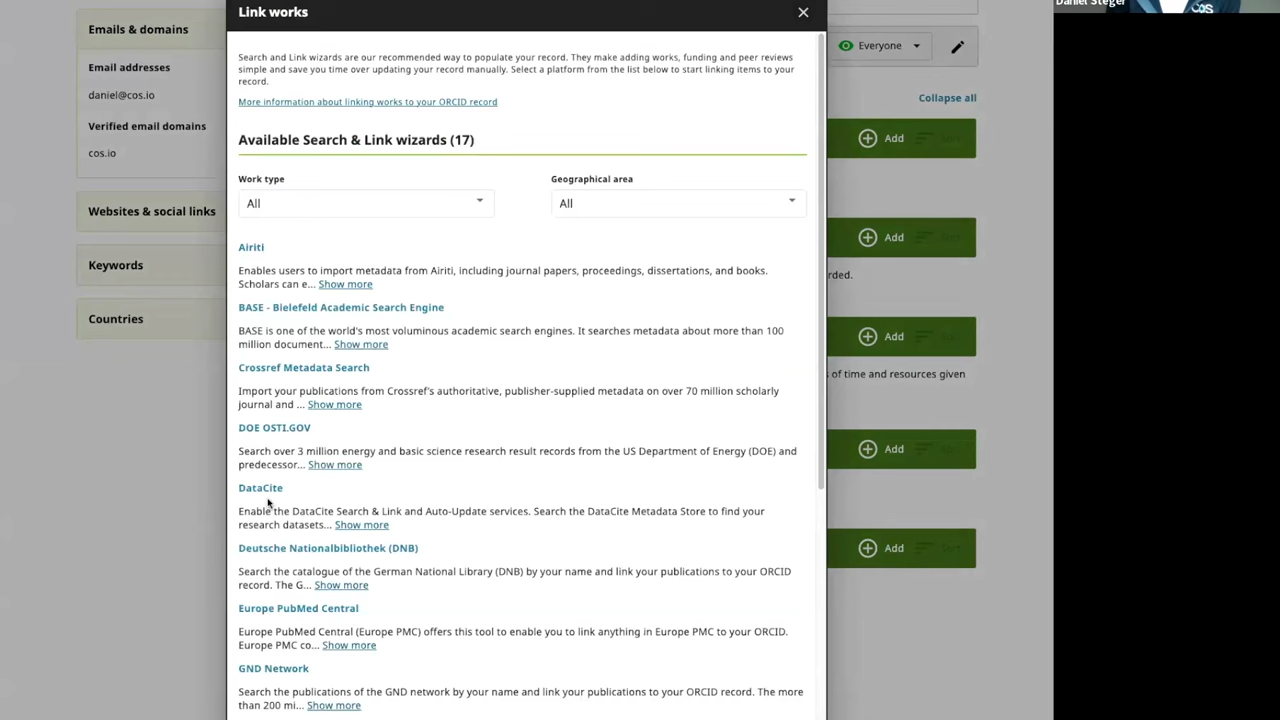 Daniel Steger
Link works
Emails & domains
Email addresses
daniel@cos.io
Verified email domains
cos.io
Websites & social links
Keywords
Countries
Search and Link wizards are our recommended way to populate your record. They make adding works, funding and peer reviews
simple and save you time over updating your record manually. Select a platform from the list below to start linking items to your
record.
More information about linking works to your ORCID record
Available Search & Link wizards (17)
Work type
Geographical area
All
All
Airiti
Enables users to import metadata from Airiti, including journal papers, proceedings, dissertations, and books.
Scholars can e... Show more
BASE - Bielefeld Academic Search Engine
BASE is one of the world's most voluminous academic search engines. It searches metadata about more than 100
million document... Show more
Crossref Metadata Search
Import your publications from Crossref's authoritative, publisher-supplied metadata on over 70 million scholarly
journal and ... Show more
DOE OSTI.GOV
Search over 3 million energy and basic science research result records from the US Department of Energy (DOE) and
predecessor... Show more
DataCite
Enable the DataCite Search & Link and Auto-Update services. Search the DataCite Metadata Store to find your
research datasets... Show more
Deutsche Nationalbibliothek (DNB)
Search the catalogue of the German National Library (DNB) by your name and link your publications to your ORCID
record. The G... Show more
Europe PubMed Central
Europe PubMed Central (Europe PMC) offers this tool to enable you to link anything in Europe PMC to your ORCID.
Europe PMC co... Show more
GND Network
Search the publications of the GND network by your name and link your publications to your ORCID record. The more
than 200 mi... Show more
Everyone
Collapse all
Add
Add
rded.
Add
s of time and resources given
Add
Add
COS